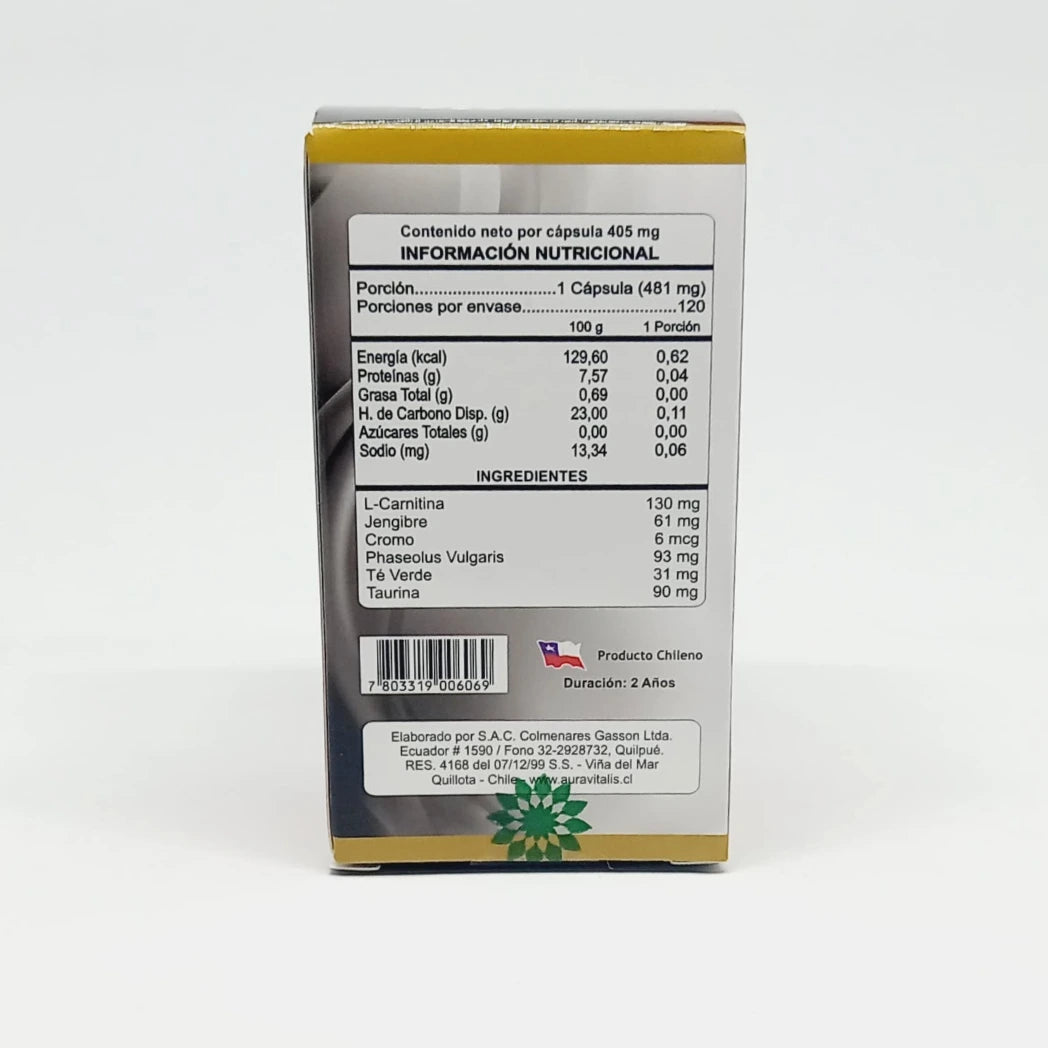 Contenido neto por cápsula 405 mg
INFORMACIÓN NUTRICIONAL
Porción..............................1 Cápsula (481 mg)
Porciones por envase.................................120
100 g 1 Porción
Energía (kcal) 129,60 0,62
Proteínas (g) 7,57 0,04
Grasa Total (g) 0,69 0,00
H. de Carbono Disp. (g) 23,00 0,11
Azúcares Totales (g) 0,00 0,00
Sodio (mg) 13,34 0,06
INGREDIENTES
L-Carnitina 130 mg
Jengibre 61 mg
Cromo 6 mcg
Phaseolus Vulgaris 93 mg
Té Verde 31 mg
Taurina 90 mg
7 803319 006069
Producto Chileno
Duración: 2 Años
Elaborado por S.A.C. Colmenares Gasson Ltda.
Ecuador # 1590 / Fono 32-2928732, Quilpué.
RES. 4168 del 07/12/99 S.S. - Viña del Mar
Quillota - Chile - www.auravitalis.cl